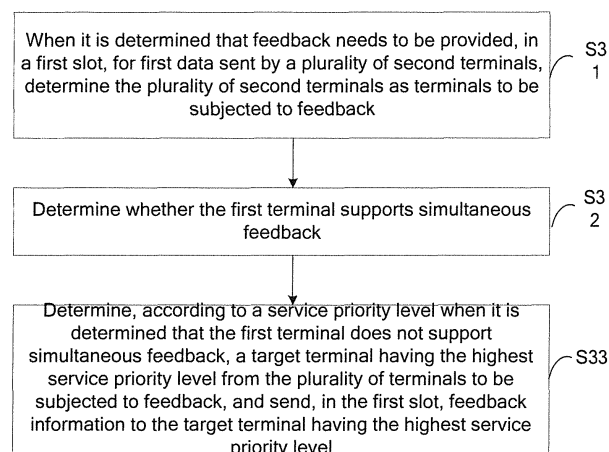 When it is determined that feedback needs to be provided, in
a first slot, for first data sent by a plurality of second terminals,
determine the plurality of second terminals as terminals to be
subjected to feedback
S3
1
Determine whether the first terminal supports simultaneous
feedback
S3
2
Determine, according to a service priority level when it is
determined that the first terminal does not support
simultaneous feedback, a target terminal having the highest
service priority level from the plurality of terminals to be
subjected to feedback, and send, in the first slot, feedback
information to the target terminal having the highest service
priority level
S33